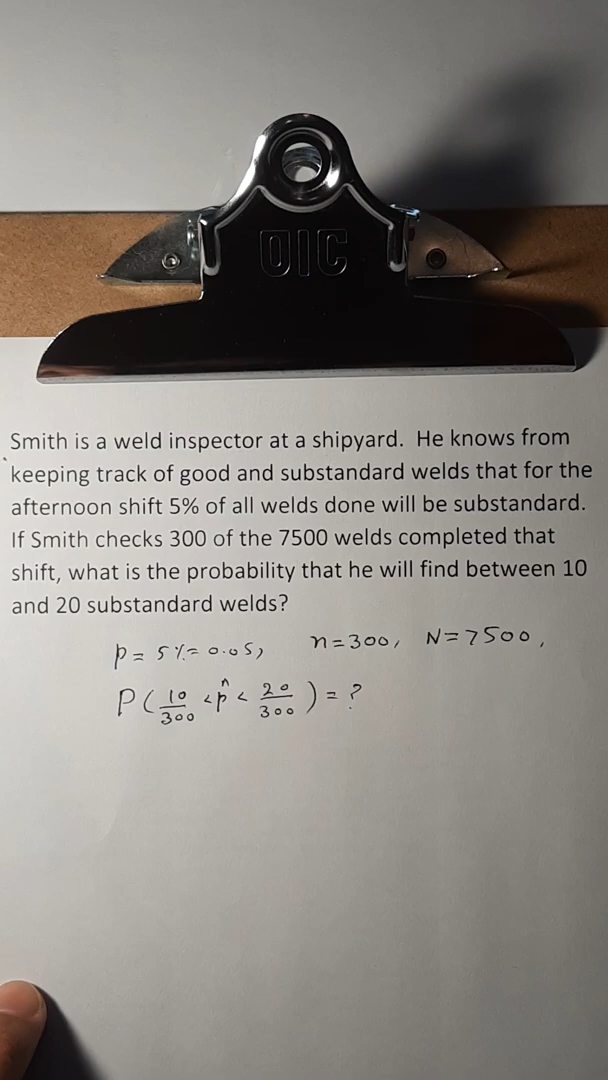 OIC
Smith is a weld inspector at a shipyard. He knows from
keeping track of good and substandard welds that for the
afternoon shift 5% of all welds done will be substandard.
If Smith checks 300 of the 7500 welds completed that
shift, what is the probability that he will find between 10
and 20 substandard welds?
p = 5% = 0.05, n = 300, N = 7500,
P(10/300 < p̂ < 20/300) = ?